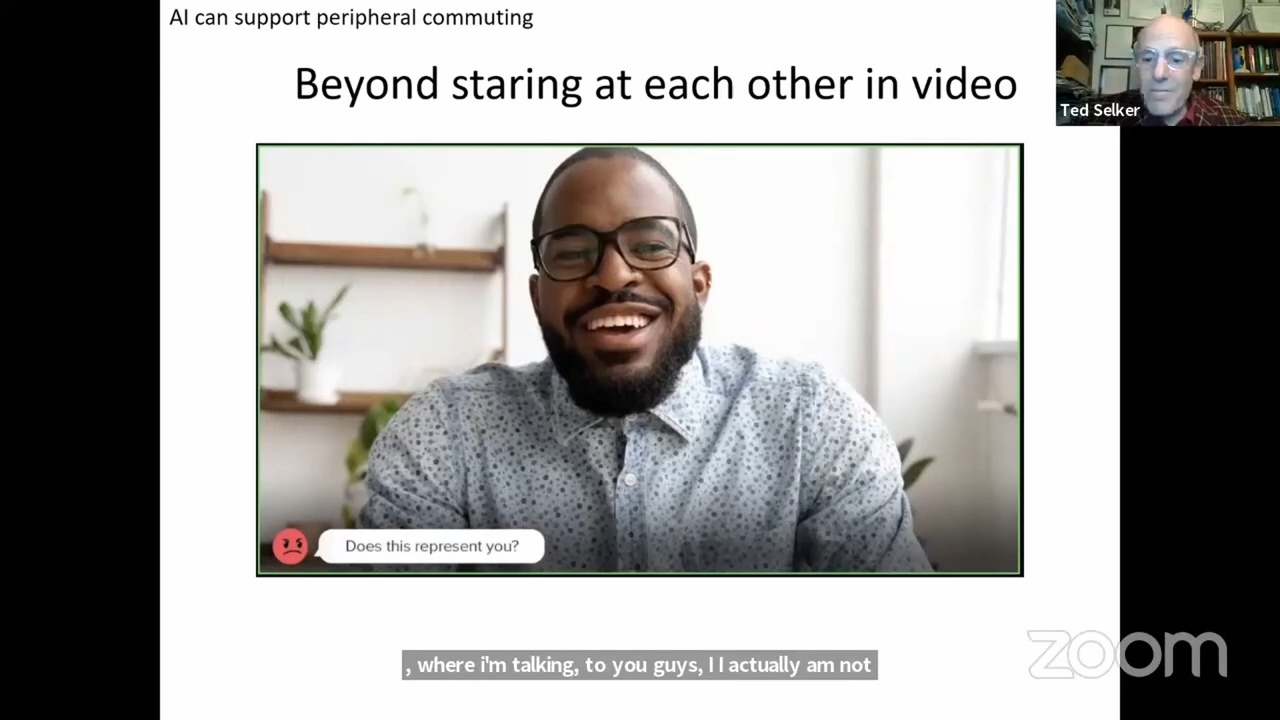 AI can support peripheral commuting
Beyond staring at each other in video
Ted Selker
Does this represent you?
, where i'm talking, to you guys, I I actually am not
zoom